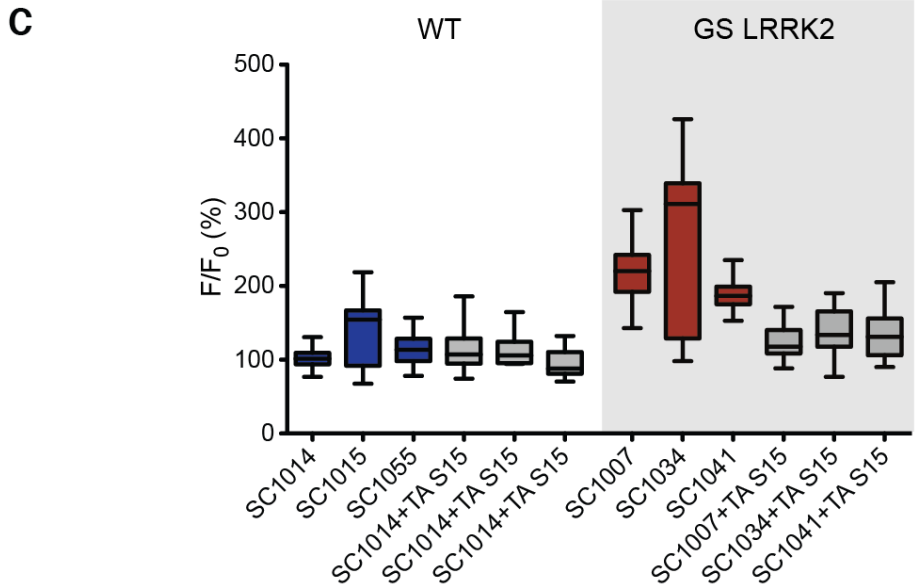 C
WT
GS LRRK2
F/F₀ (%)
500
400
300
200
100
0
SC1014
SC1015
SC1055
SC1014+TA S15
SC1014+TA S15
SC1014+TA S15
SC1007
SC1034
SC1041
SC1007+TA S15
SC1034+TA S15
SC1041+TA S15